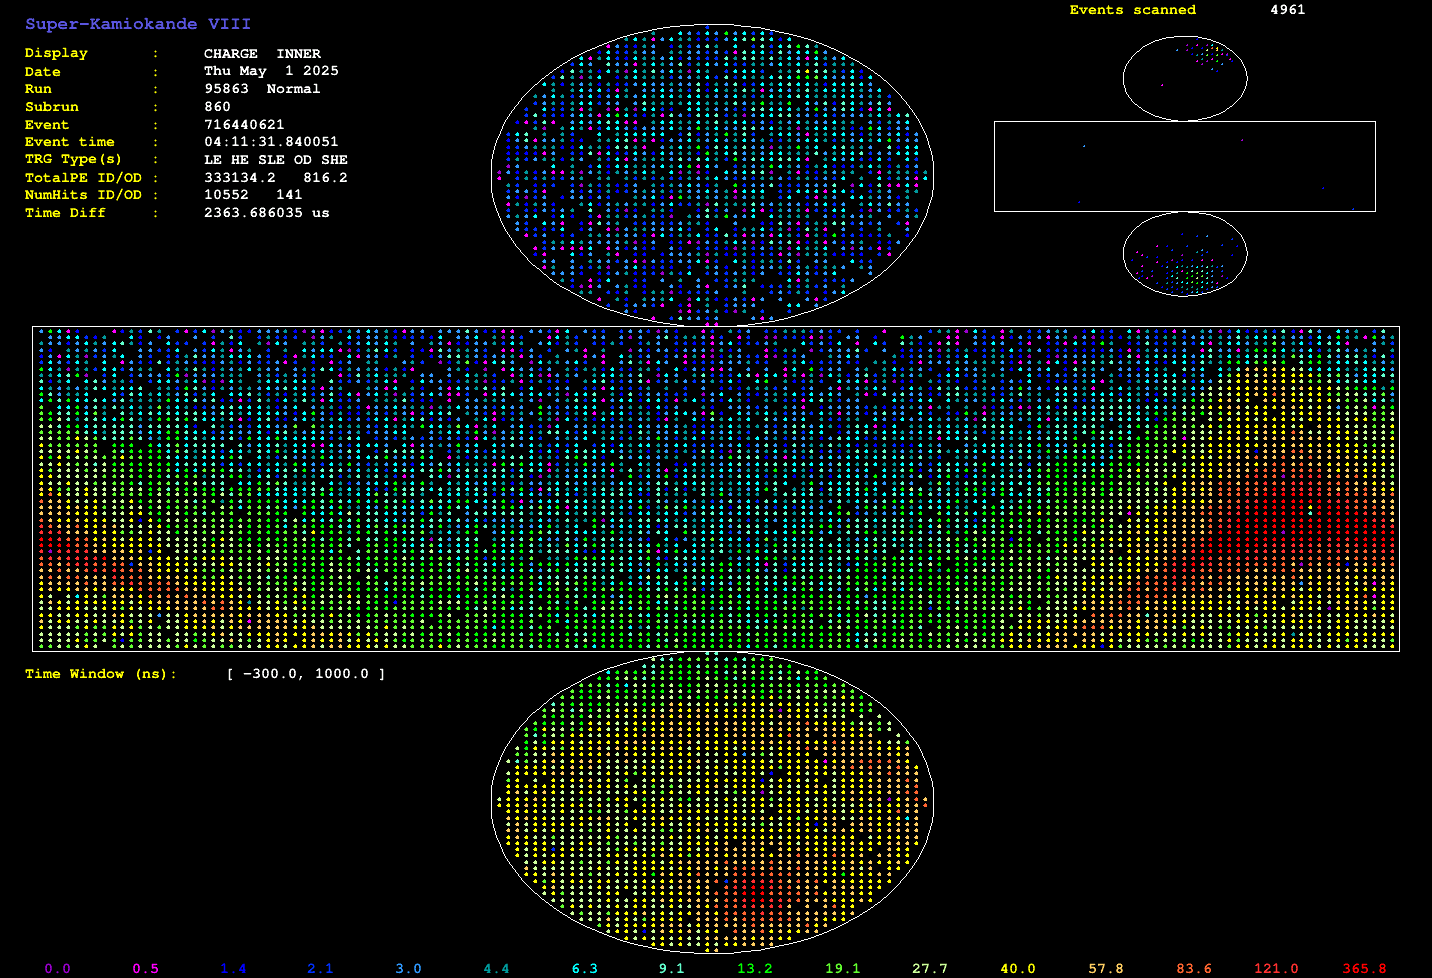 Super-Kamiokande VIII
Events scanned 4961
Display : CHARGE INNER
Date : Thu May 1 2025
Run : 95863 Normal
Subrun : 860
Event : 716440621
Event time : 04:11:31.840051
TRG Type(s) : LE HE SLE OD SHE
TotalPE ID/OD : 333134.2 816.2
NumHits ID/OD : 10552 141
Time Diff : 2363.686035 us
Time Window (ns): [ -300.0, 1000.0 ]
0.0 0.5 1.4 2.1 3.0 4.4 6.3 9.1 13.2 19.1 27.7 40.0 57.8 83.6 121.0 365.8